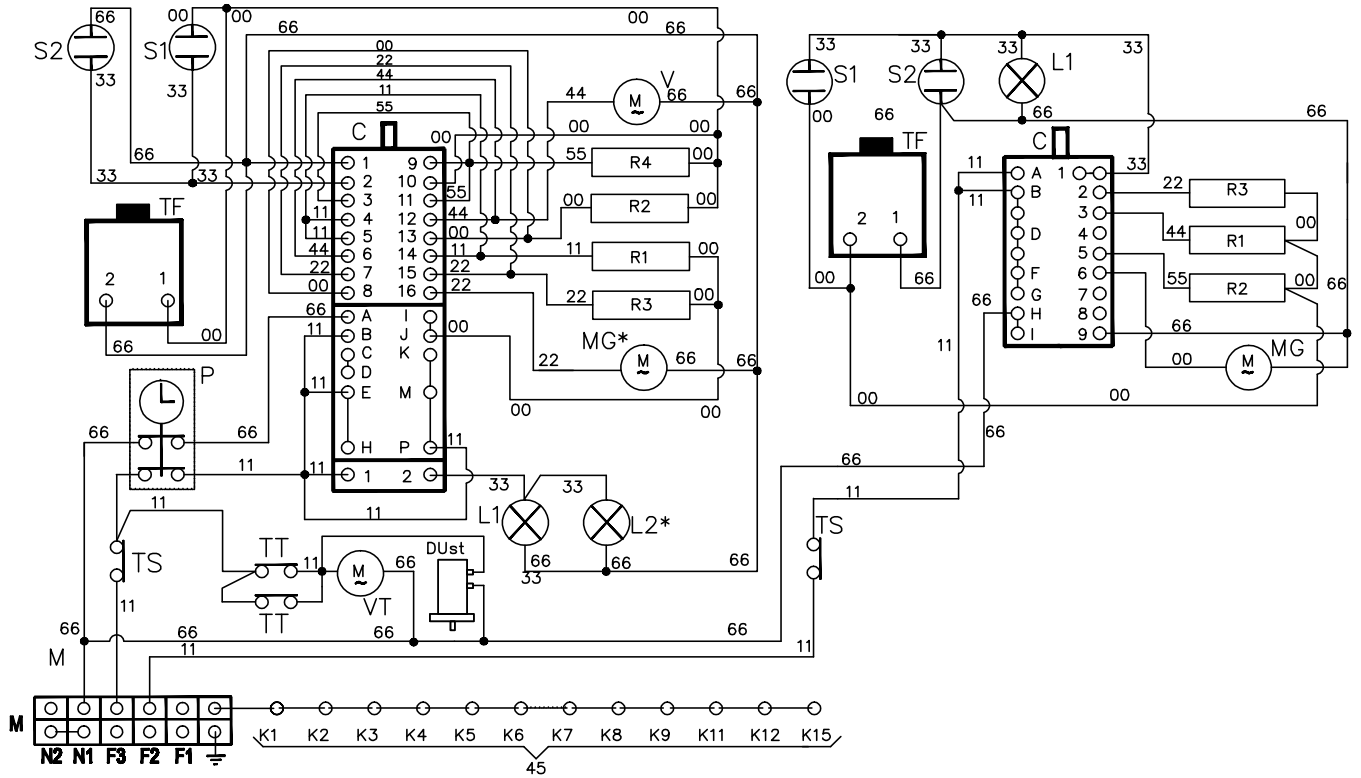 66 00 00
S2 S1 66
33 33
00
22
44
11
55
44 V
M 66 66
C 00 00 00
66
33 33
1 9 55 R4 00
2 10
3 11 55
11 4 12 44 00 R2 00
11 5 13 00
44 6 14 11 11 R1 00
22 7 15 22
00 8 16 22 22 R3 00
TF
2 1
66 00
66 A I
11 B J 00
C K
D
11 E M
H P 11
11 1 2 33 33
MG*
22 M 66 66
00 00
P
66 66
11 11
L1 L2*
66 66 66
33
TS
11
TT
TT
11 M 66
VT
DUst
66 66 66 66
M 11 11
33 33 33 33
S1 S2 L1
00 66 66 66
TF
2 1
00 66
C
11 A 1 33
11 B 2 22 R3
3 44 R1 00
D 4
5 55 R2 00
F 6
G 7
66 H 8 66
I 9 66
00 M MG
00 00
11
66
66
11
TS
M
N2 N1 F3 F2 F1
K1 K2 K3 K4 K5 K6 K7 K8 K9 K11 K12 K15
45